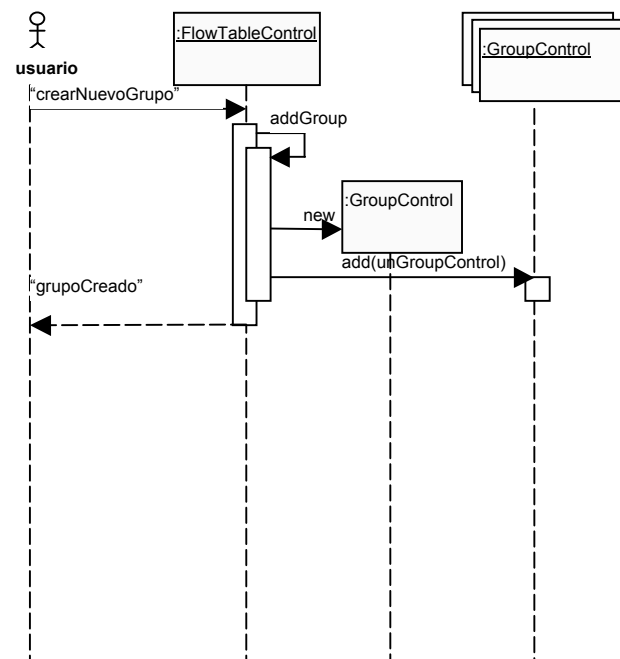 :FlowTableControl
:GroupControl
usuario
“crearNuevoGrupo”
addGroup
:GroupControl
new
add(unGroupControl)
“grupoCreado”